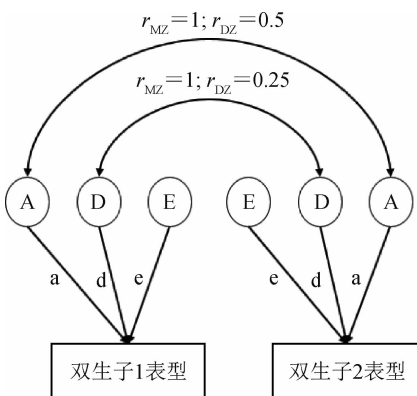 r_MZ=1; r_DZ=0.5
r_MZ=1; r_DZ=0.25
A D E E D A
a d e e d a
双生子1表型 双生子2表型